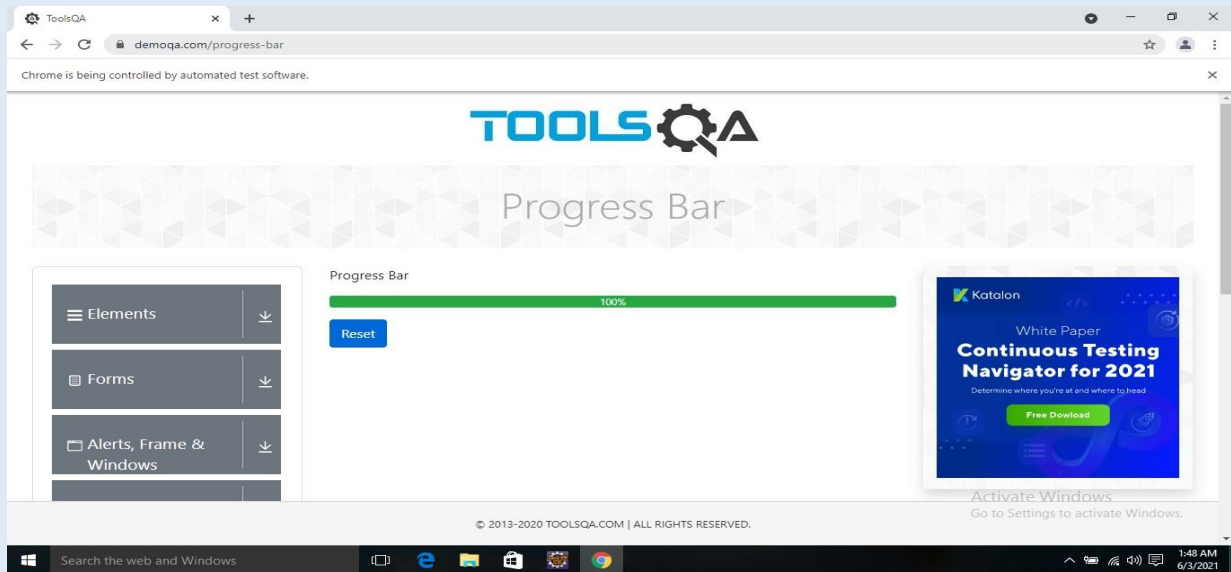 ToolsQA
demoqa.com/progress-bar
Chrome is being controlled by automated test software.
TOOLSQA
Progress Bar
Elements
Forms
Alerts, Frame &
Windows
Progress Bar
100%
Reset
Katalon
White Paper
Continuous Testing
Navigator for 2021
Determine where you're at and where to head
Free Dowload
Activate Windows
Go to Settings to activate Windows.
© 2013-2020 TOOLSQA.COM | ALL RIGHTS RESERVED.
Search the web and Windows
1:48 AM
6/3/2021